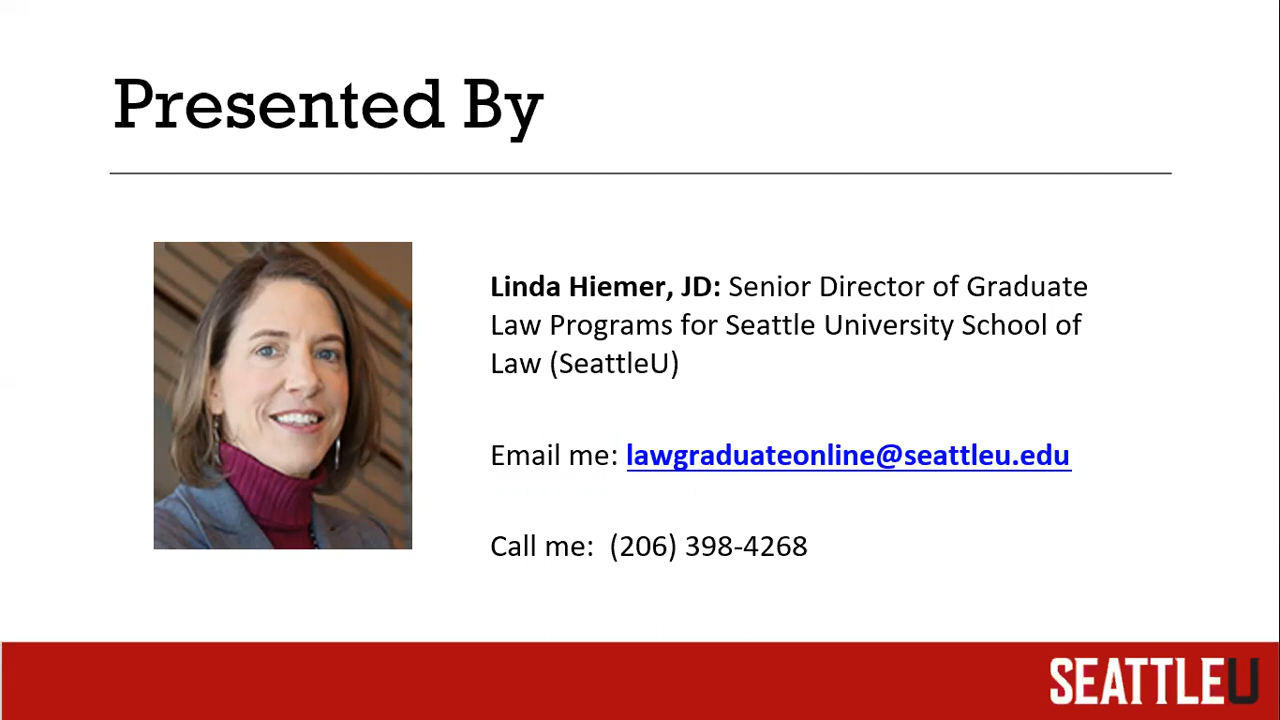 Presented By
Linda Hiemer, JD: Senior Director of Graduate
Law Programs for Seattle University School of
Law (SeattleU)
Email me: lawgraduateonline@seattleu.edu
Call me: (206) 398-4268
SEATTLEU